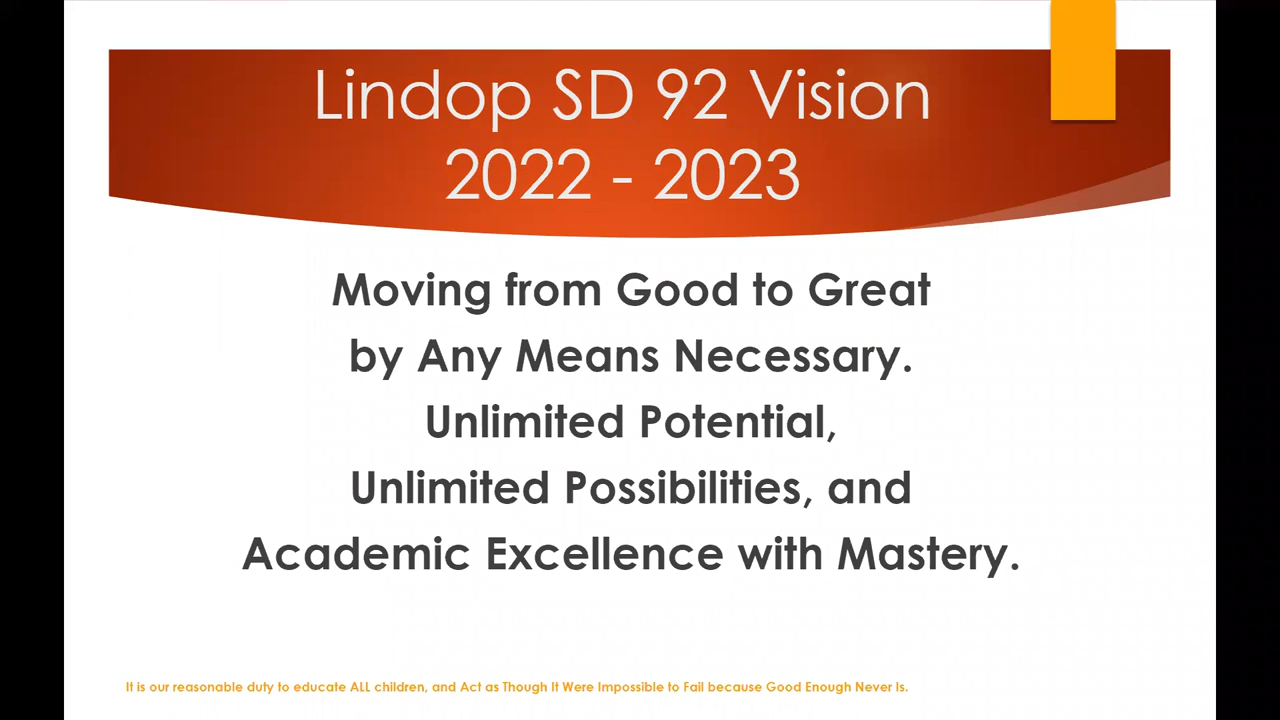 Lindop SD 92 Vision
2022 - 2023
Moving from Good to Great
by Any Means Necessary.
Unlimited Potential,
Unlimited Possibilities, and
Academic Excellence with Mastery.
It is our reasonable duty to educate ALL children, and Act as Though It Were Impossible to Fail because Good Enough Never Is.